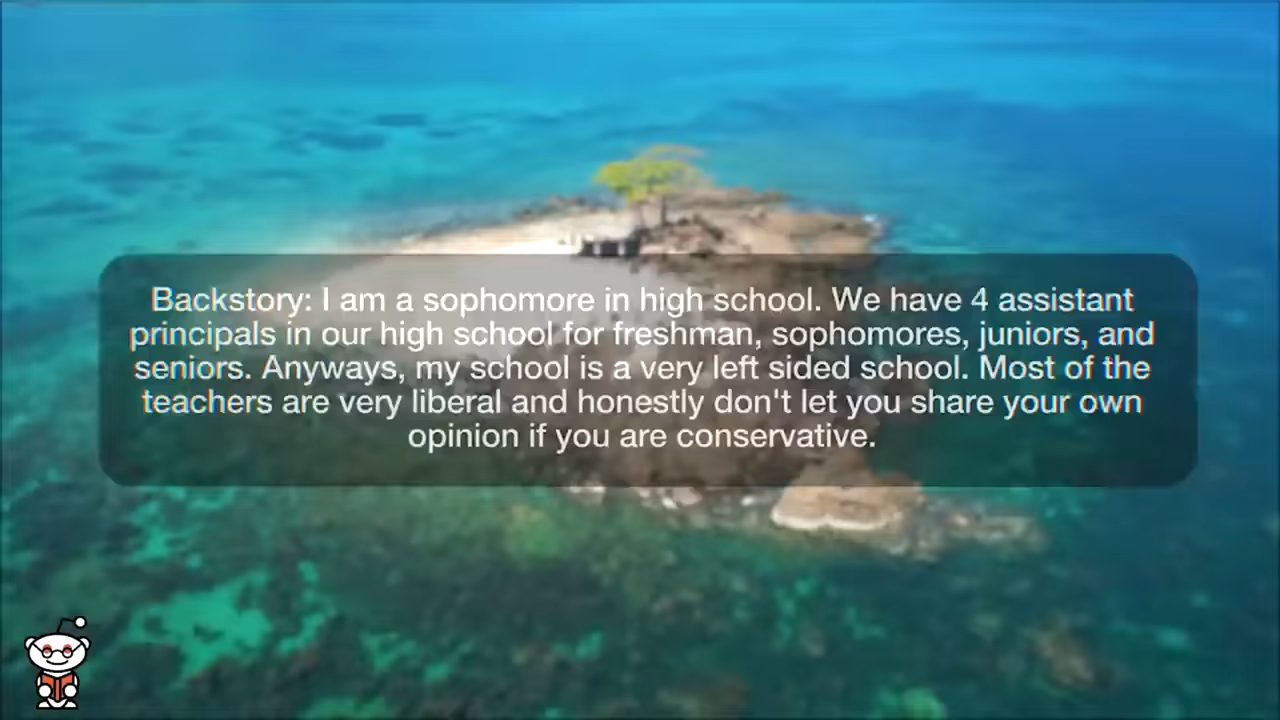 Backstory: I am a sophomore in high school. We have 4 assistant
principals in our high school for freshman, sophomores, juniors, and
seniors. Anyways, my school is a very left sided school. Most of the
teachers are very liberal and honestly don't let you share your own
opinion if you are conservative.